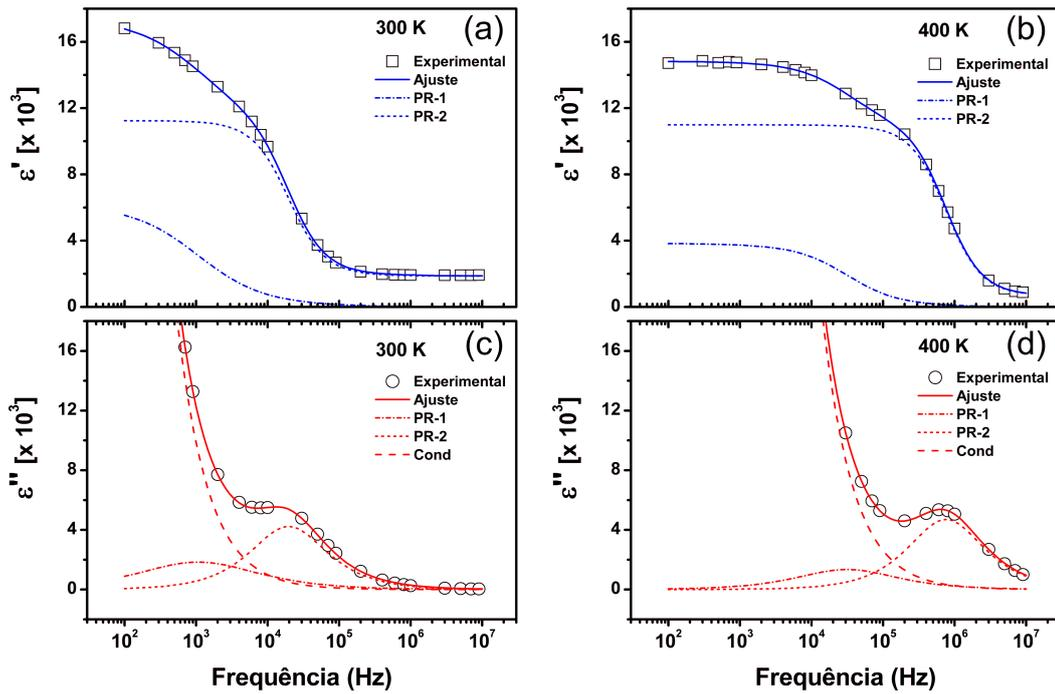 300 K
(a)
Experimental
Ajuste
PR-1
PR-2
16
12
8
4
0
ε' [x 10³]
400 K
(b)
Experimental
Ajuste
PR-1
PR-2
16
12
8
4
0
ε' [x 10³]
300 K
(c)
Experimental
Ajuste
PR-1
PR-2
Cond
16
12
8
4
0
ε'' [x 10³]
10² 10³ 10⁴ 10⁵ 10⁶ 10⁷
Frequência (Hz)
400 K
(d)
Experimental
Ajuste
PR-1
PR-2
Cond
16
12
8
4
0
ε'' [x 10³]
10² 10³ 10⁴ 10⁵ 10⁶ 10⁷
Frequência (Hz)